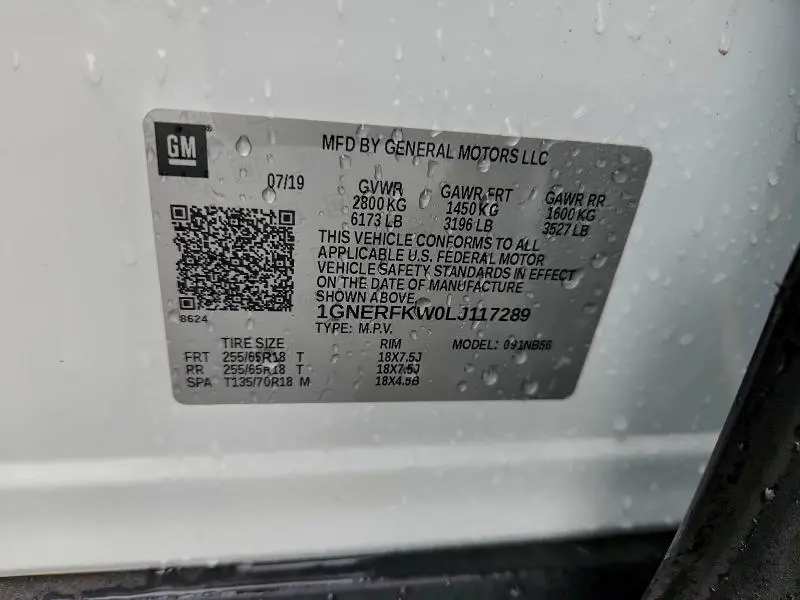 GM
MFD BY GENERAL MOTORS LLC
07/19
GVWR GAWR FRT GAWR RR
2800 KG 1450 KG 1600 KG
6173 LB 3196 LB 3527 LB
THIS VEHICLE CONFORMS TO ALL
APPLICABLE U.S. FEDERAL MOTOR
VEHICLE SAFETY STANDARDS IN EFFECT
ON THE DATE OF MANUFACTURE
SHOWN ABOVE.
8624
1GNERFKW0LJ117289
TYPE: M.P.V.
TIRE SIZE RIM MODEL: 091NB56
FRT 255/65R18 T 18X7.5J
RR 255/65R18 T 18X7.5J
SPA T135/70R18 M 18X4.5B